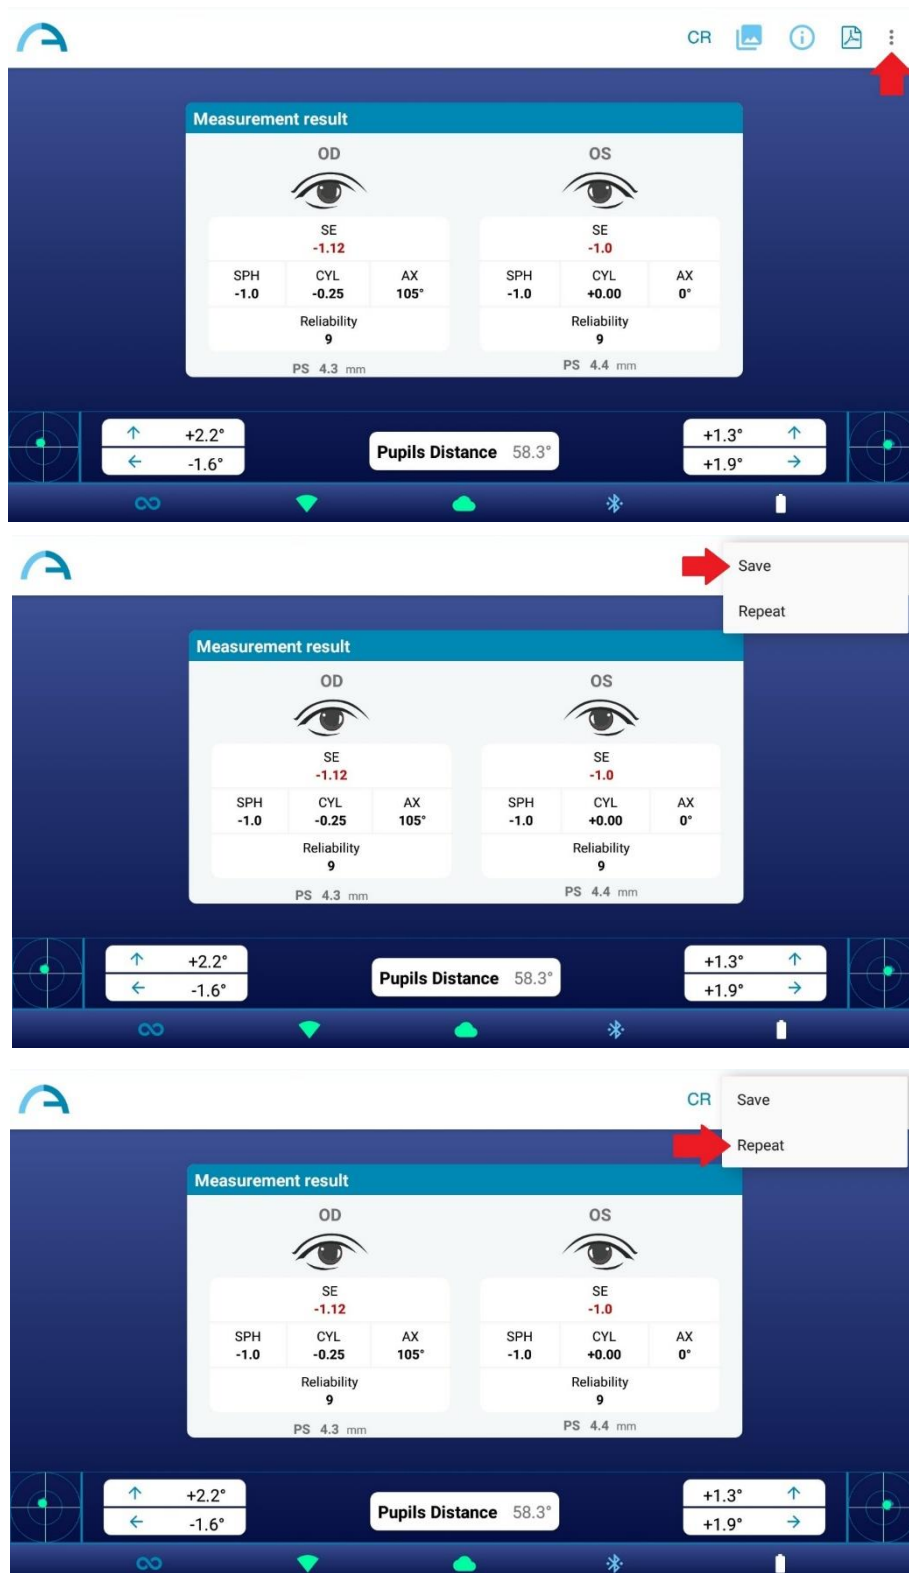 CR
Measurement result
OD OS
SE SE
-1.12 -1.0
SPH CYL AX SPH CYL AX
-1.0 -0.25 105° -1.0 +0.00 0°
Reliability Reliability
9 9
PS 4.3 mm PS 4.4 mm
+2.2° +1.3°
Pupils Distance 58.3°
-1.6° +1.9°
Save
Repeat
Measurement result
OD OS
SE SE
-1.12 -1.0
SPH CYL AX SPH CYL AX
-1.0 -0.25 105° -1.0 +0.00 0°
Reliability Reliability
9 9
PS 4.3 mm PS 4.4 mm
+2.2° +1.3°
Pupils Distance 58.3°
-1.6° +1.9°
CR Save
Repeat
Measurement result
OD OS
SE SE
-1.12 -1.0
SPH CYL AX SPH CYL AX
-1.0 -0.25 105° -1.0 +0.00 0°
Reliability Reliability
9 9
PS 4.3 mm PS 4.4 mm
+2.2° +1.3°
Pupils Distance 58.3°
-1.6° +1.9°